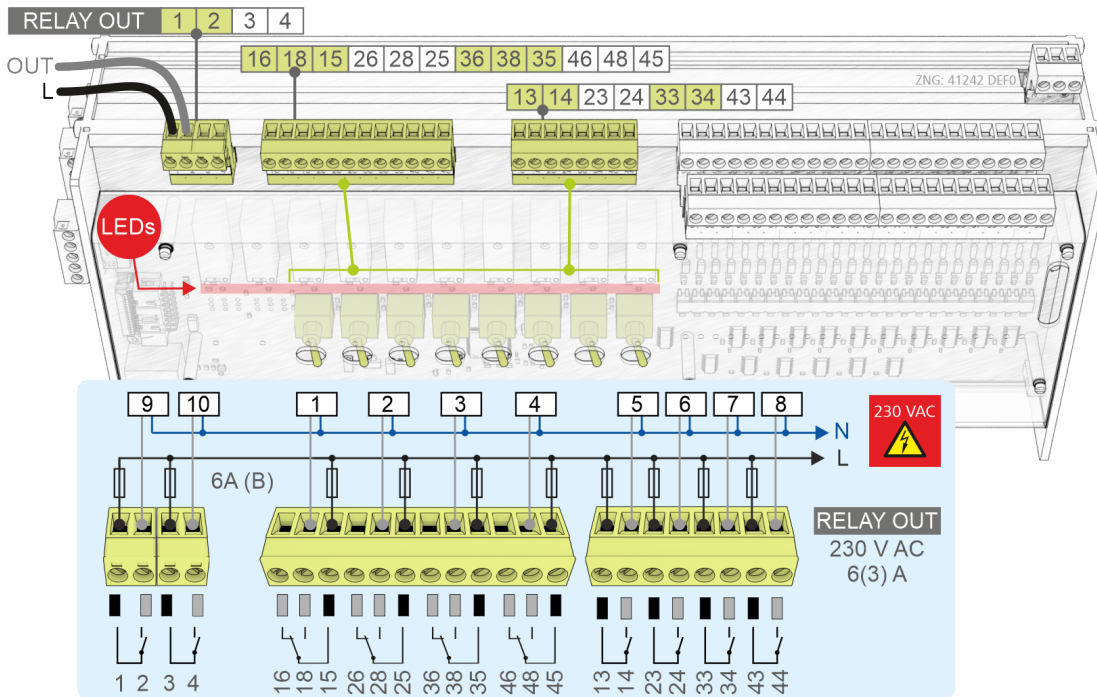 RELAY OUT 1 2 3 4
16 18 15 26 28 25 36 38 35 46 48 45
OUT
L
ZNG: 41242 DEF0
13 14 23 24 33 34 43 44
LEDs
9 10 1 2 3 4 5 6 7 8
230 VAC
N
L
6A (B)
RELAY OUT
230 V AC
6(3) A
1 2 3 4 16 18 15 26 28 25 36 38 35 46 48 45 13 14 23 24 33 34 43 44